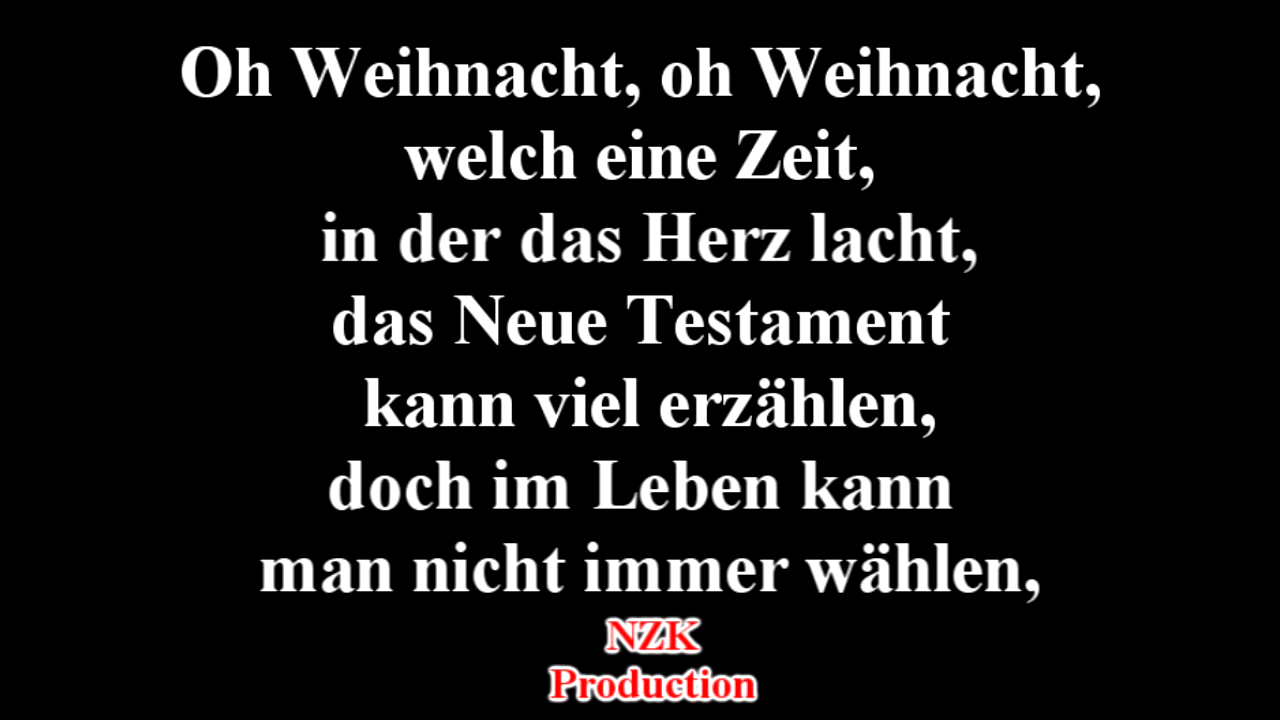 Oh Weihnacht, oh Weihnacht,
welch eine Zeit,
in der das Herz lacht,
das Neue Testament
kann viel erzählen,
doch im Leben kann
man nicht immer wählen,
NZK
Production